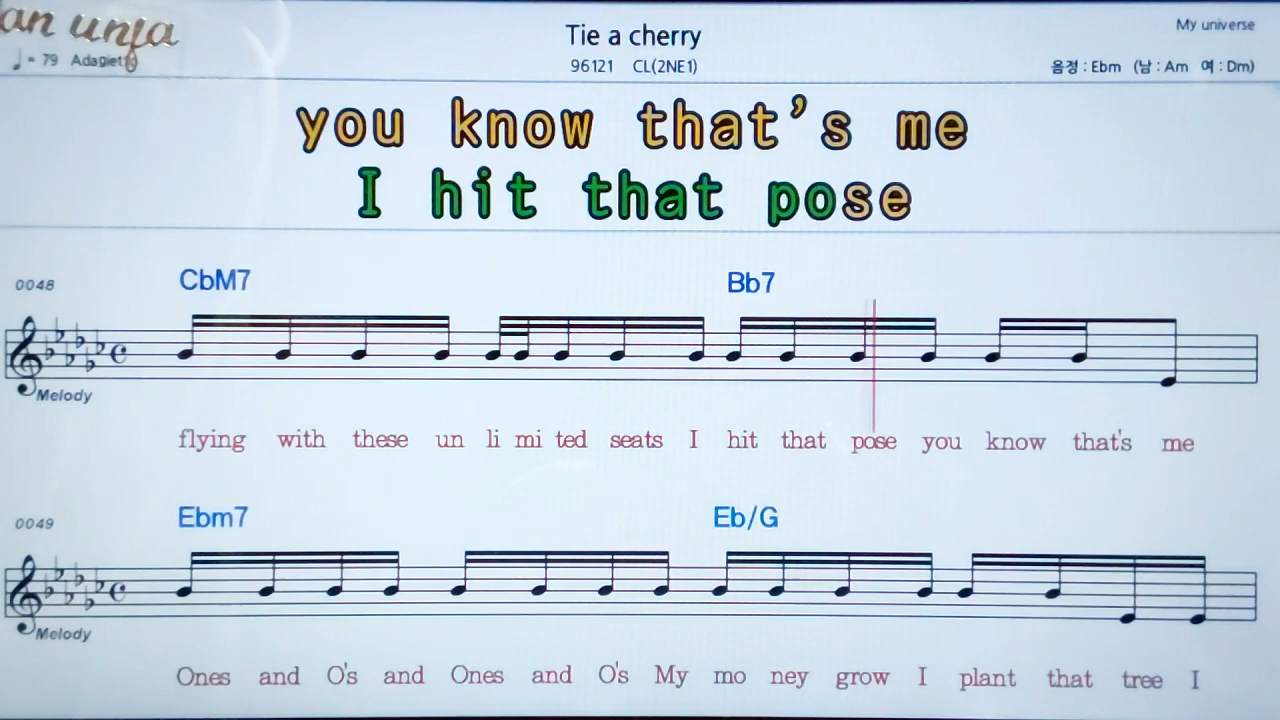 Tie a cherry
My universe
♩= 79 Adagietto
96121 CL(2NE1)
음정 : Ebm (남 : Am 여 : Dm)
you know that's me
I hit that pose
0048
CbM7 Bb7
Melody
flying with these un li mi ted seats I hit that pose you know that's me
0049
Ebm7 Eb/G
Melody
Ones and O's and Ones and O's My mo ney grow I plant that tree I